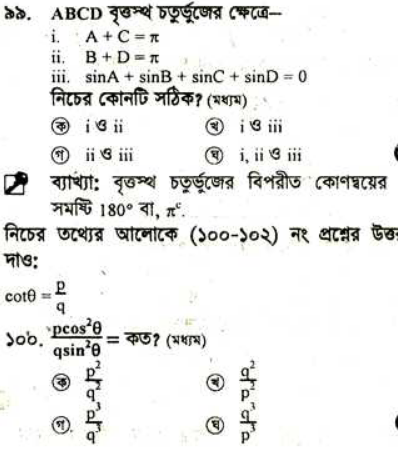 ৯৯. ABCD বৃত্তস্থ চতুর্ভুজের ক্ষেত্রে–
i. A + C = π
ii. B + D = π
iii. sinA + sinB + sinC + sinD = 0
নিচের কোনটি সঠিক? (মধ্যম)
ক i ও ii খ i ও iii
গ ii ও iii ঘ i, ii ও iii
ব্যাখ্যা: বৃত্তস্থ চতুর্ভুজের বিপরীত কোণদ্বয়ের
সমষ্টি 180° বা, πᶜ.
নিচের তথ্যের আলোকে (১০০-১০২) নং প্রশ্নের উত্তর
দাও:
cotθ = p/q
১০৮. pcos²θ/qsin²θ = কত? (মধ্যম)
ক p²/q² খ q²/p²
গ p³/q³ ঘ q³/p³